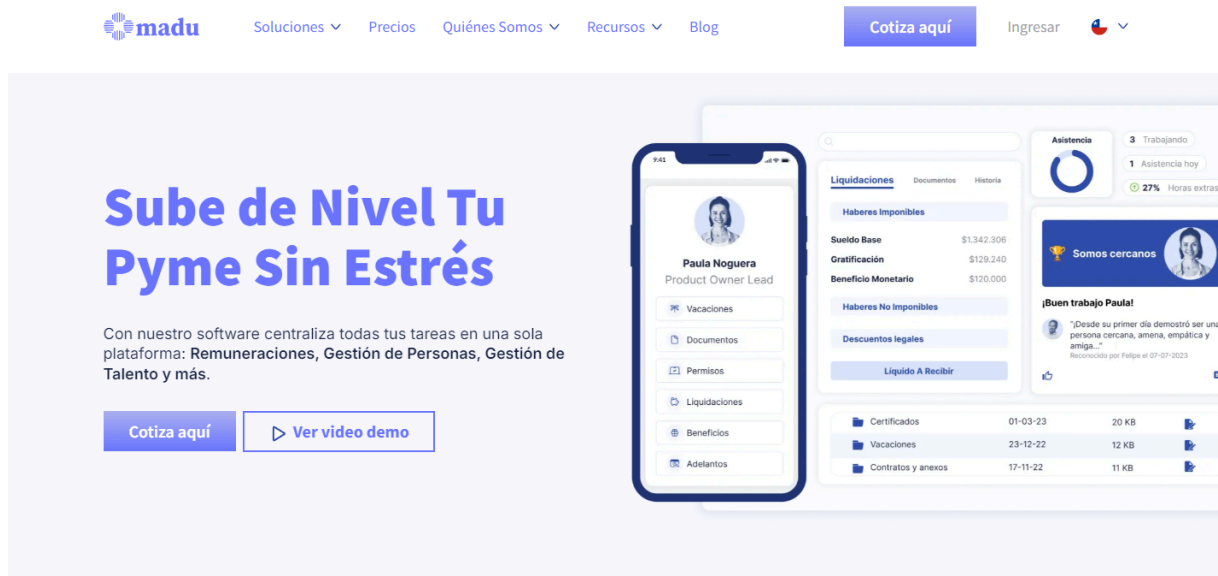 madu
Soluciones
Precios
Quiénes Somos
Recursos
Blog
Cotiza aquí
Ingresar
Sube de Nivel Tu
Pyme Sin Estrés
Con nuestro software centraliza todas tus tareas en una sola
plataforma: Remuneraciones, Gestión de Personas, Gestión de
Talento y más.
Cotiza aquí
Ver video demo
9:41
Paula Noguera
Product Owner Lead
Vacaciones
Documentos
Permisos
Liquidaciones
Beneficios
Adelantos
Liquidaciones Documentos Historia
Haberes Imponibles
Sueldo Base $1.342.306
Gratificación $129.240
Beneficio Monetario $120.000
Haberes No Imponibles
Descuentos legales
Líquido A Recibir
Asistencia
3 Trabajando
1 Asistencia hoy
27% Horas extras
Somos cercanos
¡Buen trabajo Paula!
"¡Desde su primer día demostró ser una
persona cercana, amena, empática y
amiga..."
Reconocido por Felipe el 07-07-2023
Certificados 01-03-23 20 KB
Vacaciones 23-12-22 12 KB
Contratos y anexos 17-11-22 11 KB